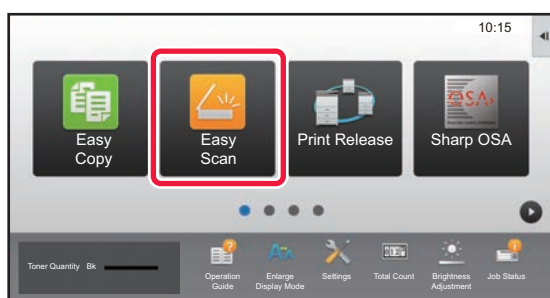 10:15
Easy
Copy
Easy
Scan
Print Release
OSA
Sharp OSA
Toner Quantity Bk
Operation
Guide
Enlarge
Display Mode
Settings
Total Count
Brightness
Adjustment
Job Status